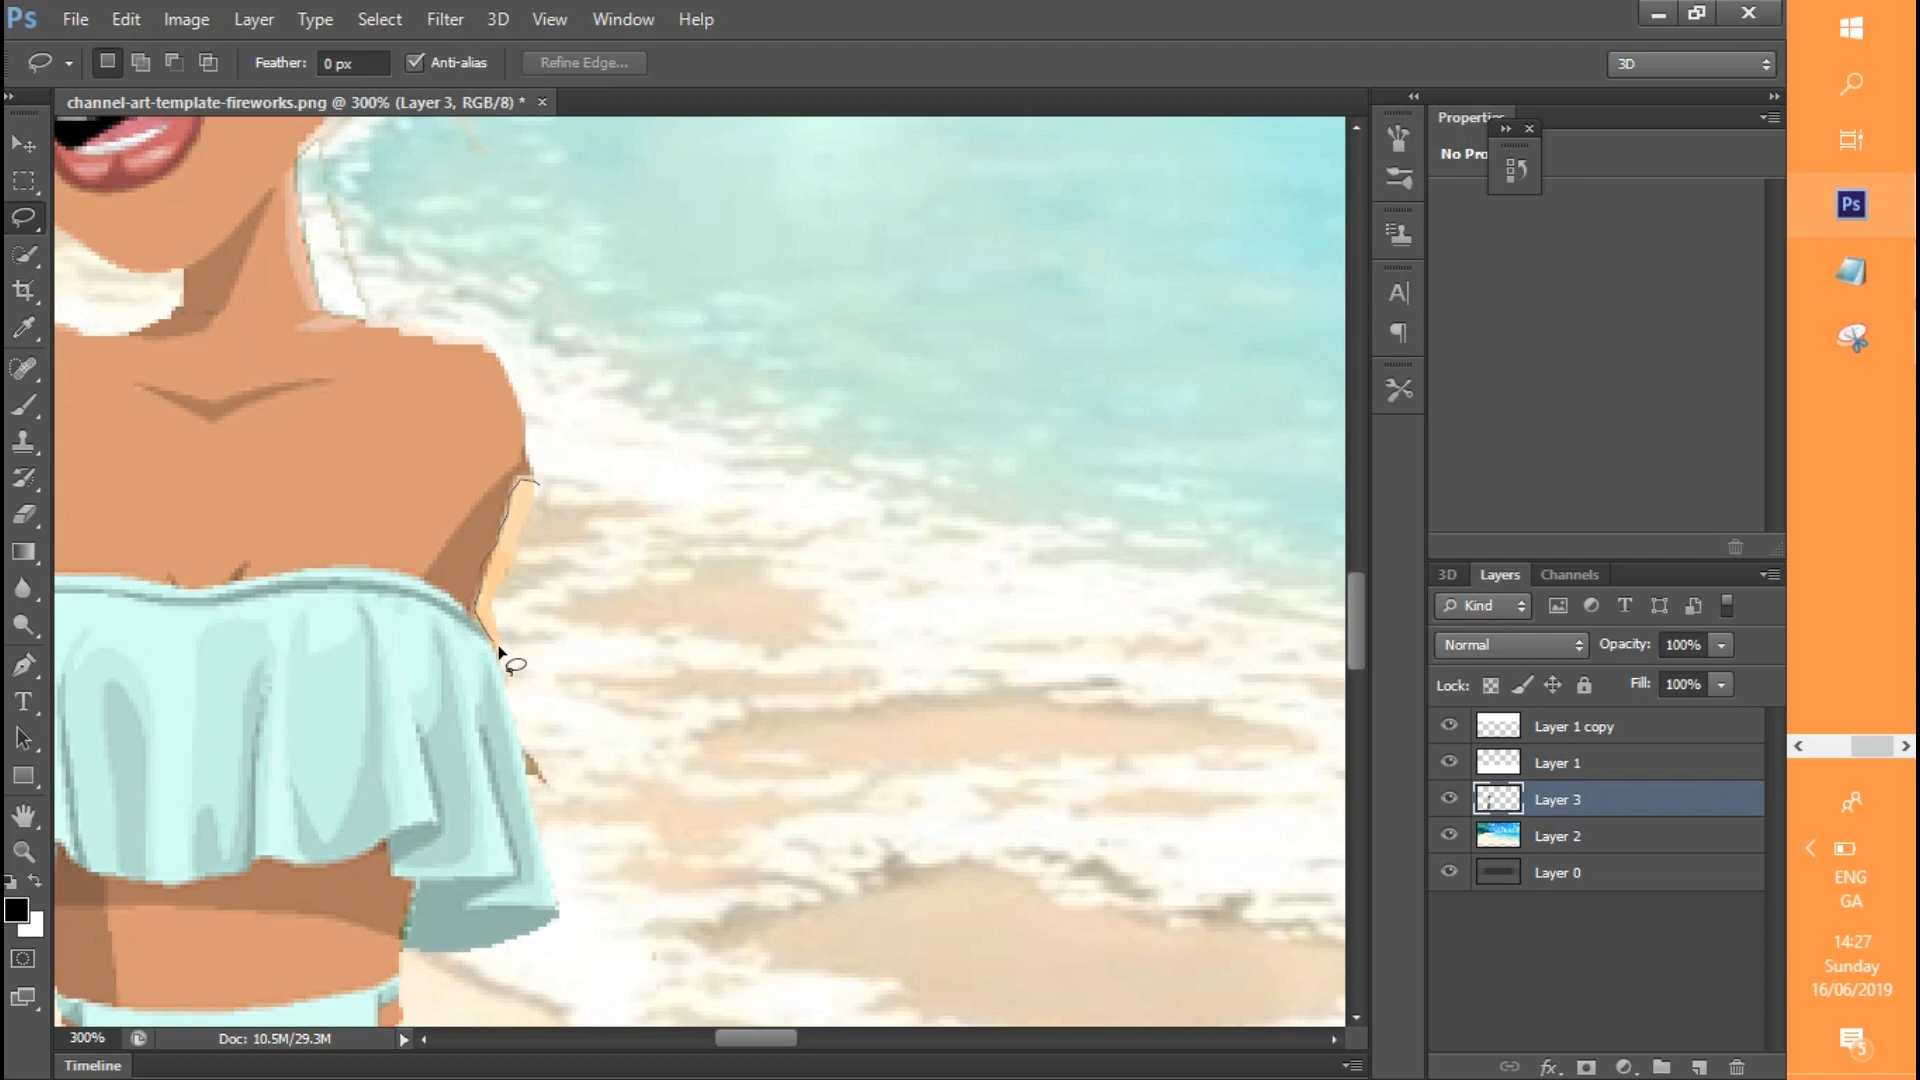 Ps File Edit Image Layer Type Select Filter 3D View Window Help
Feather: 0 px Anti-alias Refine Edge... 3D
channel-art-template-fireworks.png @ 300% (Layer 3, RGB/8) *
Properties
No Pro
Ps
3D Layers Channels
Kind
Normal Opacity: 100%
Lock: Fill: 100%
Layer 1 copy
Layer 1
Layer 3
Layer 2
Layer 0
ENG
GA
14:27
Sunday
16/06/2019
5
300% Doc: 10.5M/29.3M
Timeline